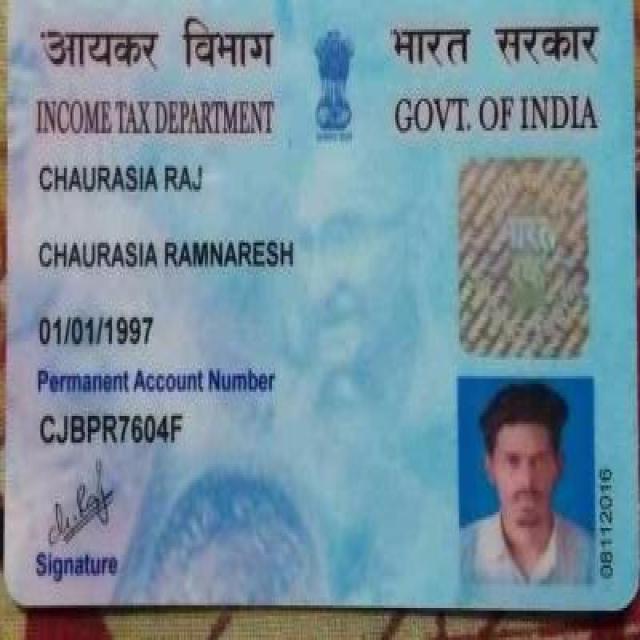 आयकर विभाग
भारत सरकार
INCOME TAX DEPARTMENT
GOVT. OF INDIA
CHAURASIA RAJ
CHAURASIA RAMNARESH
01/01/1997
Permanent Account Number
CJBPR7604F
Signature
08112016